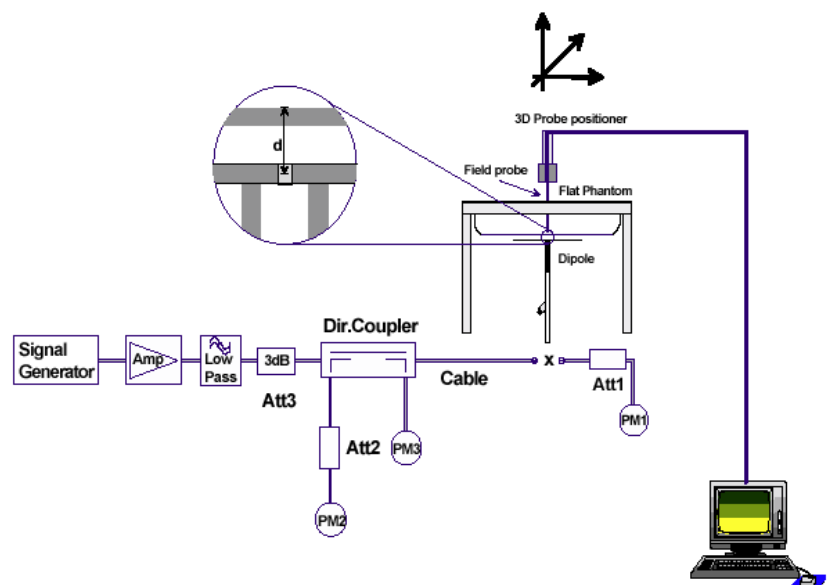 3D Probe positioner
d
Field probe
Flat Phantom
Dipole
Signal
Generator
Amp
Low
Pass
3dB
Att3
Dir.Coupler
Cable
x
Att1
PM1
Att2
PM3
PM2